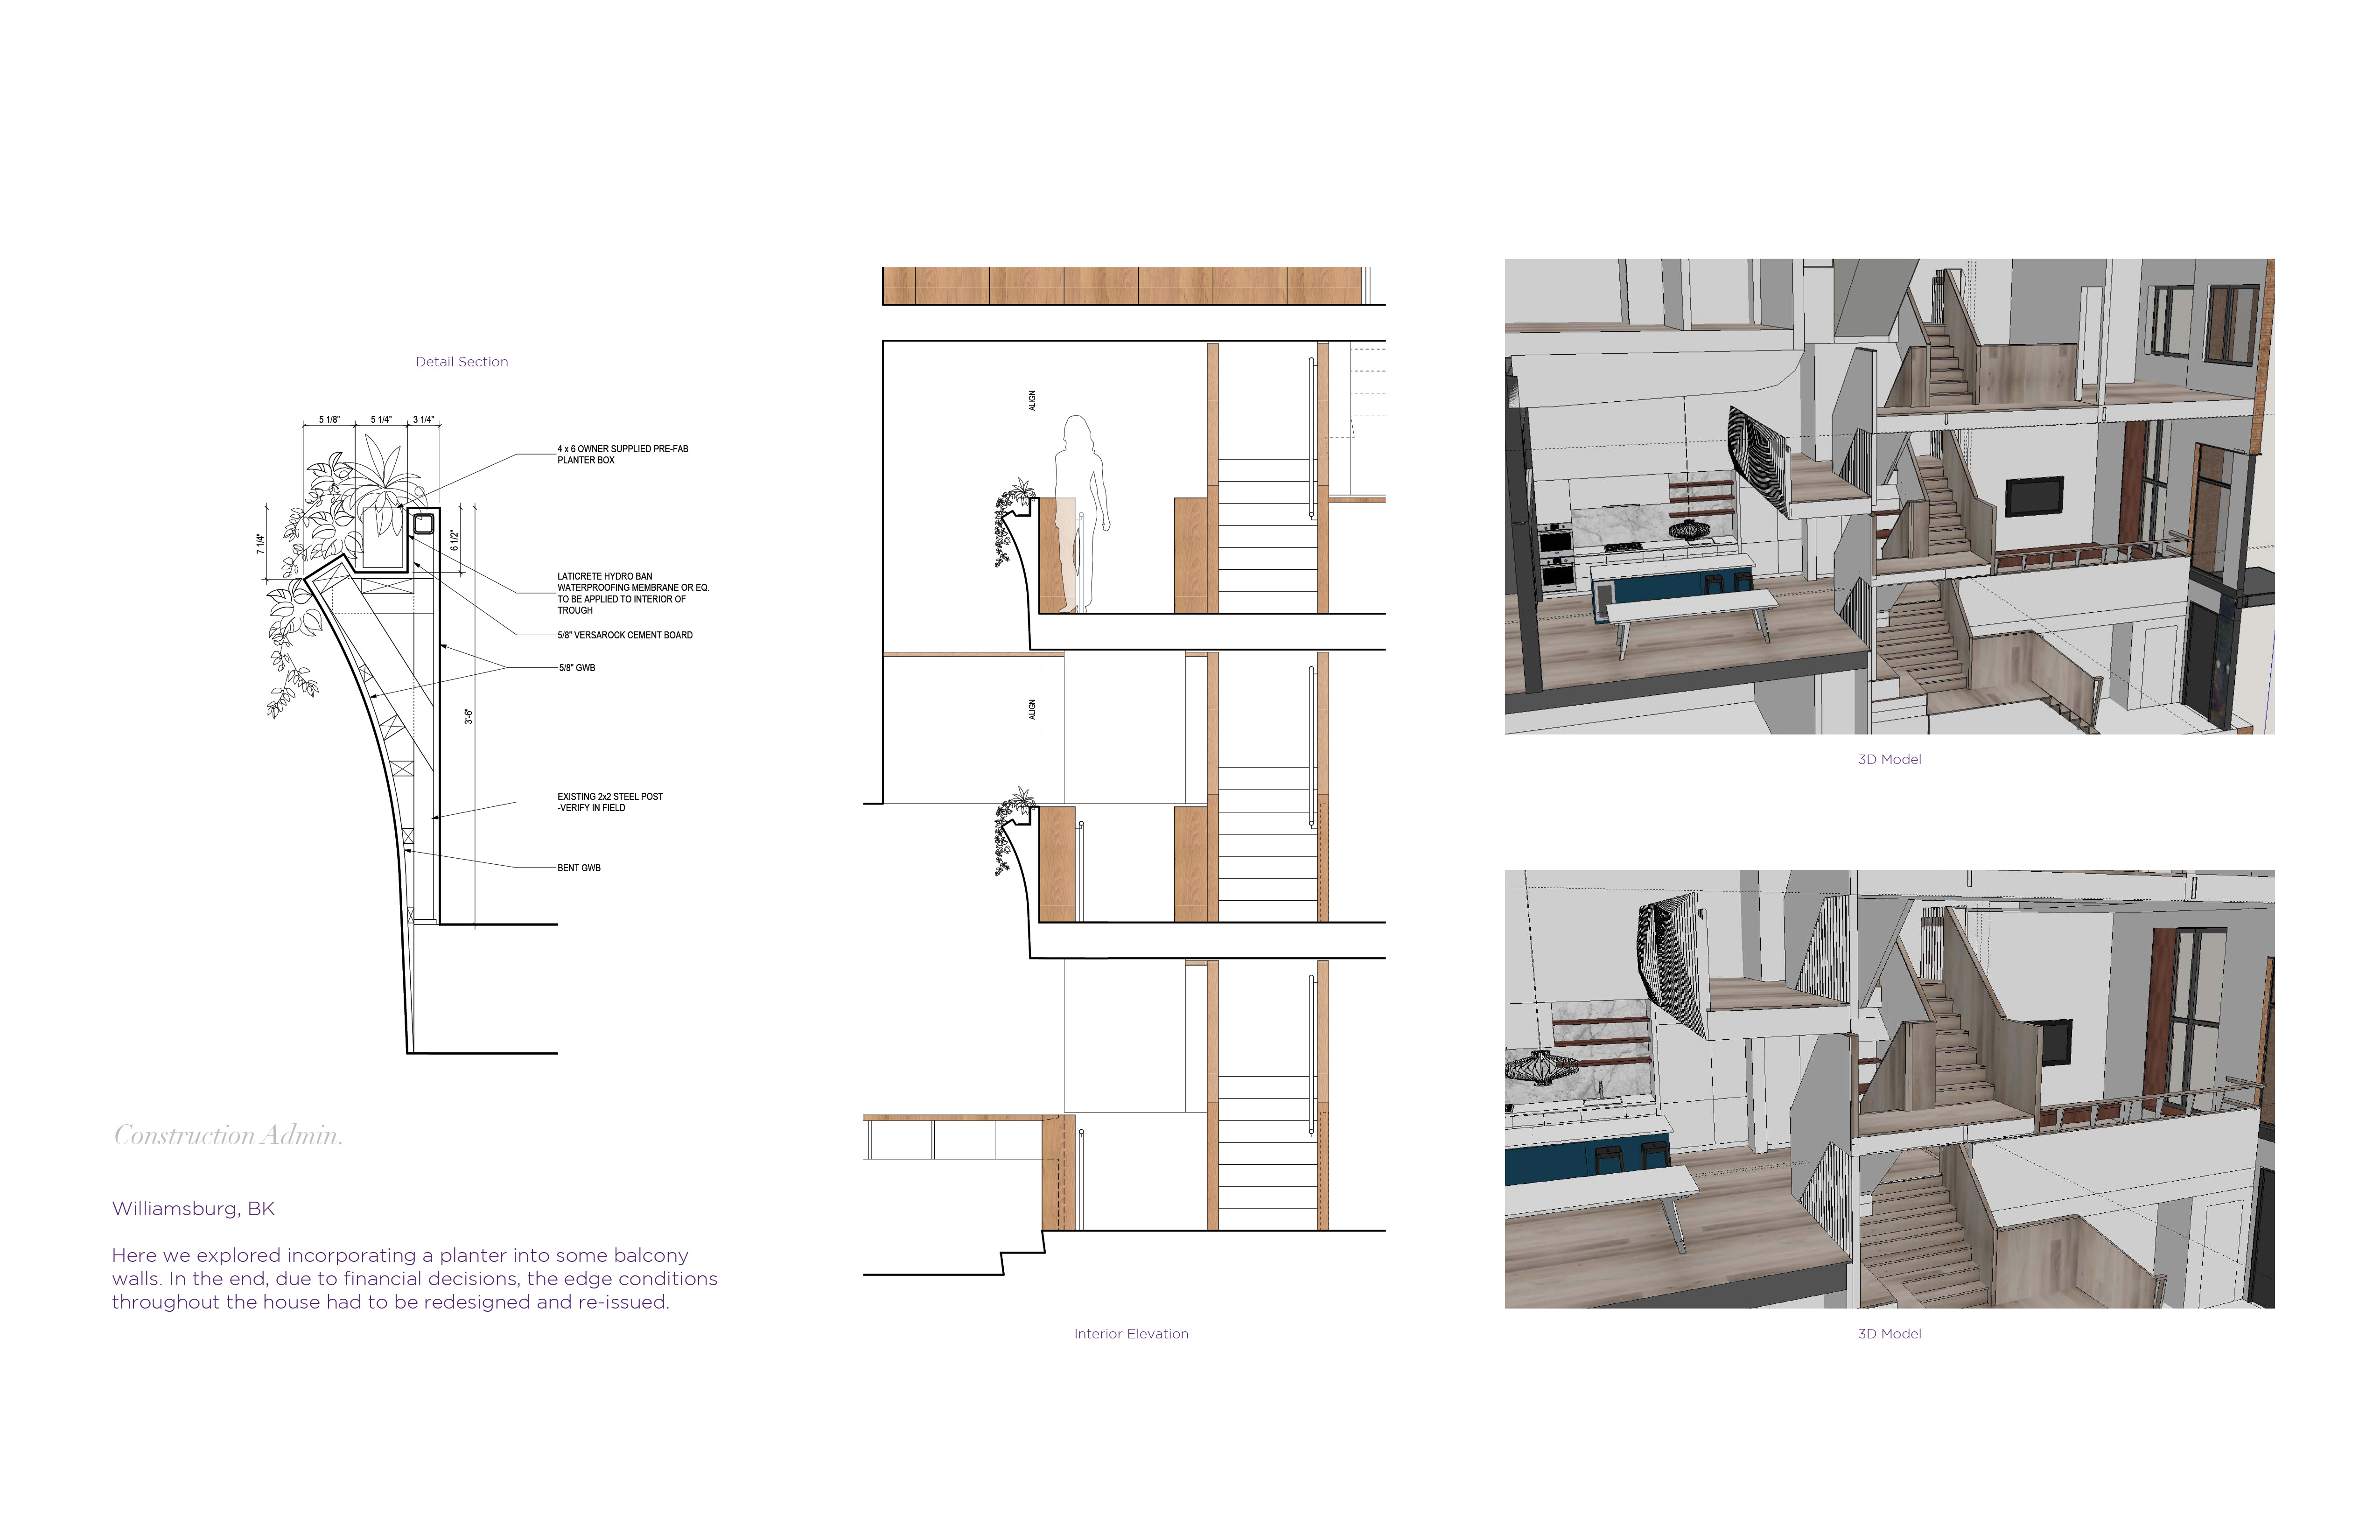 Detail Section
5 1/8"
5 1/4"
3 1/4"
4 x 6 OWNER SUPPLIED PRE-FAB
PLANTER BOX
7 1/4"
6 1/2"
LATICRETE HYDRO BAN
WATERPROOFING MEMBRANE OR EQ.
TO BE APPLIED TO INTERIOR OF
TROUGH
5/8" VERSAROCK CEMENT BOARD
5/8" GWB
3'-6"
EXISTING 2x2 STEEL POST
-VERIFY IN FIELD
BENT GWB
Construction Admin.
Williamsburg, BK
Here we explored incorporating a planter into some balcony
walls. In the end, due to financial decisions, the edge conditions
throughout the house had to be redesigned and re-issued.
ALIGN
ALIGN
Interior Elevation
3D Model
3D Model